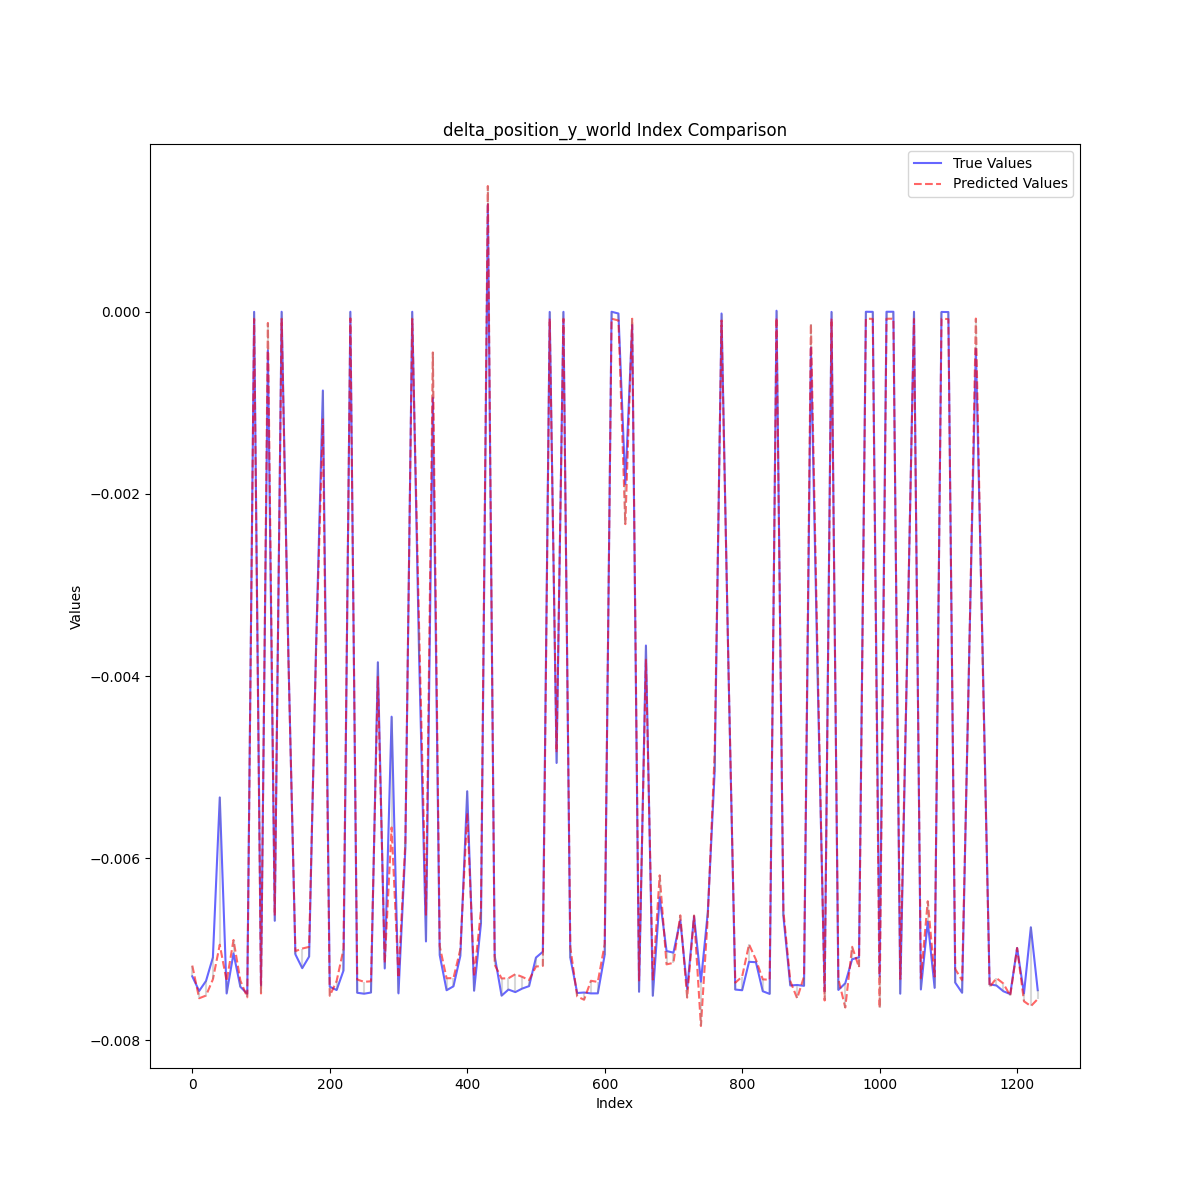 delta_position_y_world Index Comparison
True Values
Predicted Values
0.000
−0.002
−0.004
−0.006
−0.008
Values
0 200 400 600 800 1000 1200
Index